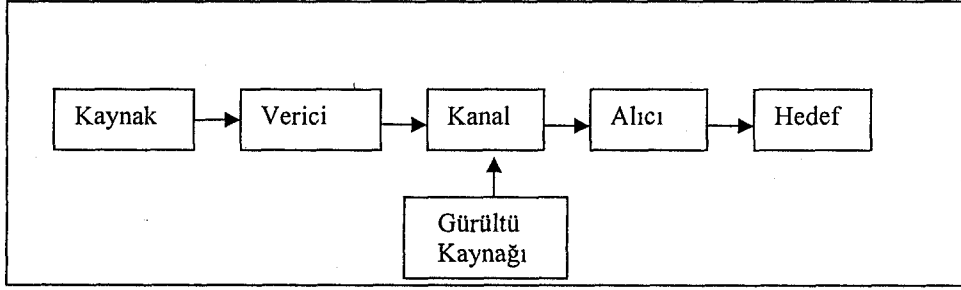 Kaynak
Verici
Kanal
Alıcı
Hedef
Gürültü
Kaynağı